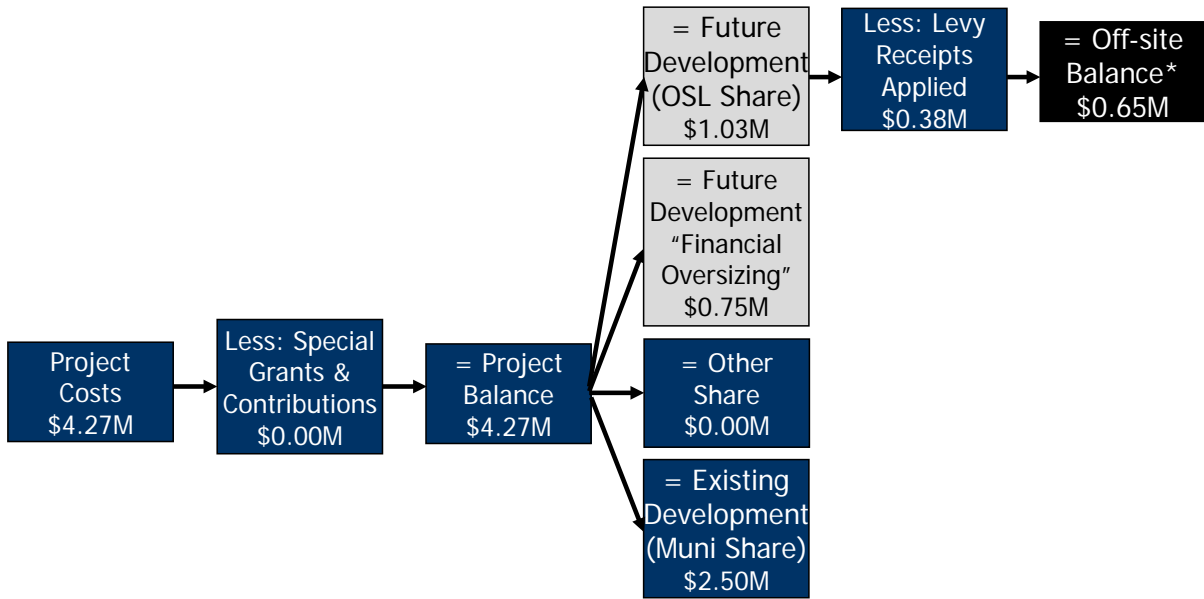 Project
Costs
$4.27M
Less: Special
Grants &
Contributions
$0.00M
= Project
Balance
$4.27M
= Future
Development
(OSL Share)
$1.03M
Less: Levy
Receipts
Applied
$0.38M
= Off-site
Balance*
$0.65M
= Future
Development
“Financial
Oversizing”
$0.75M
= Other
Share
$0.00M
= Existing
Development
(Muni Share)
$2.50M